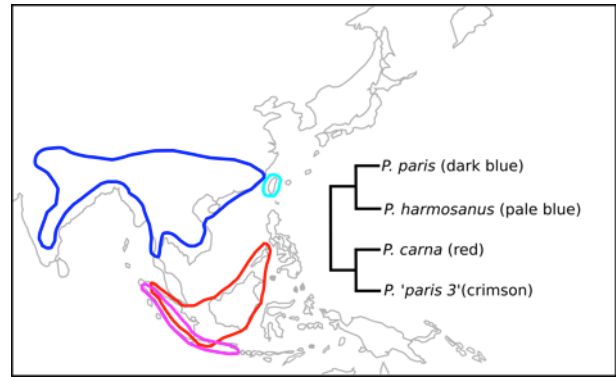 P. paris (dark blue)
P. harmosanus (pale blue)
P. carna (red)
P. 'paris 3'(crimson)